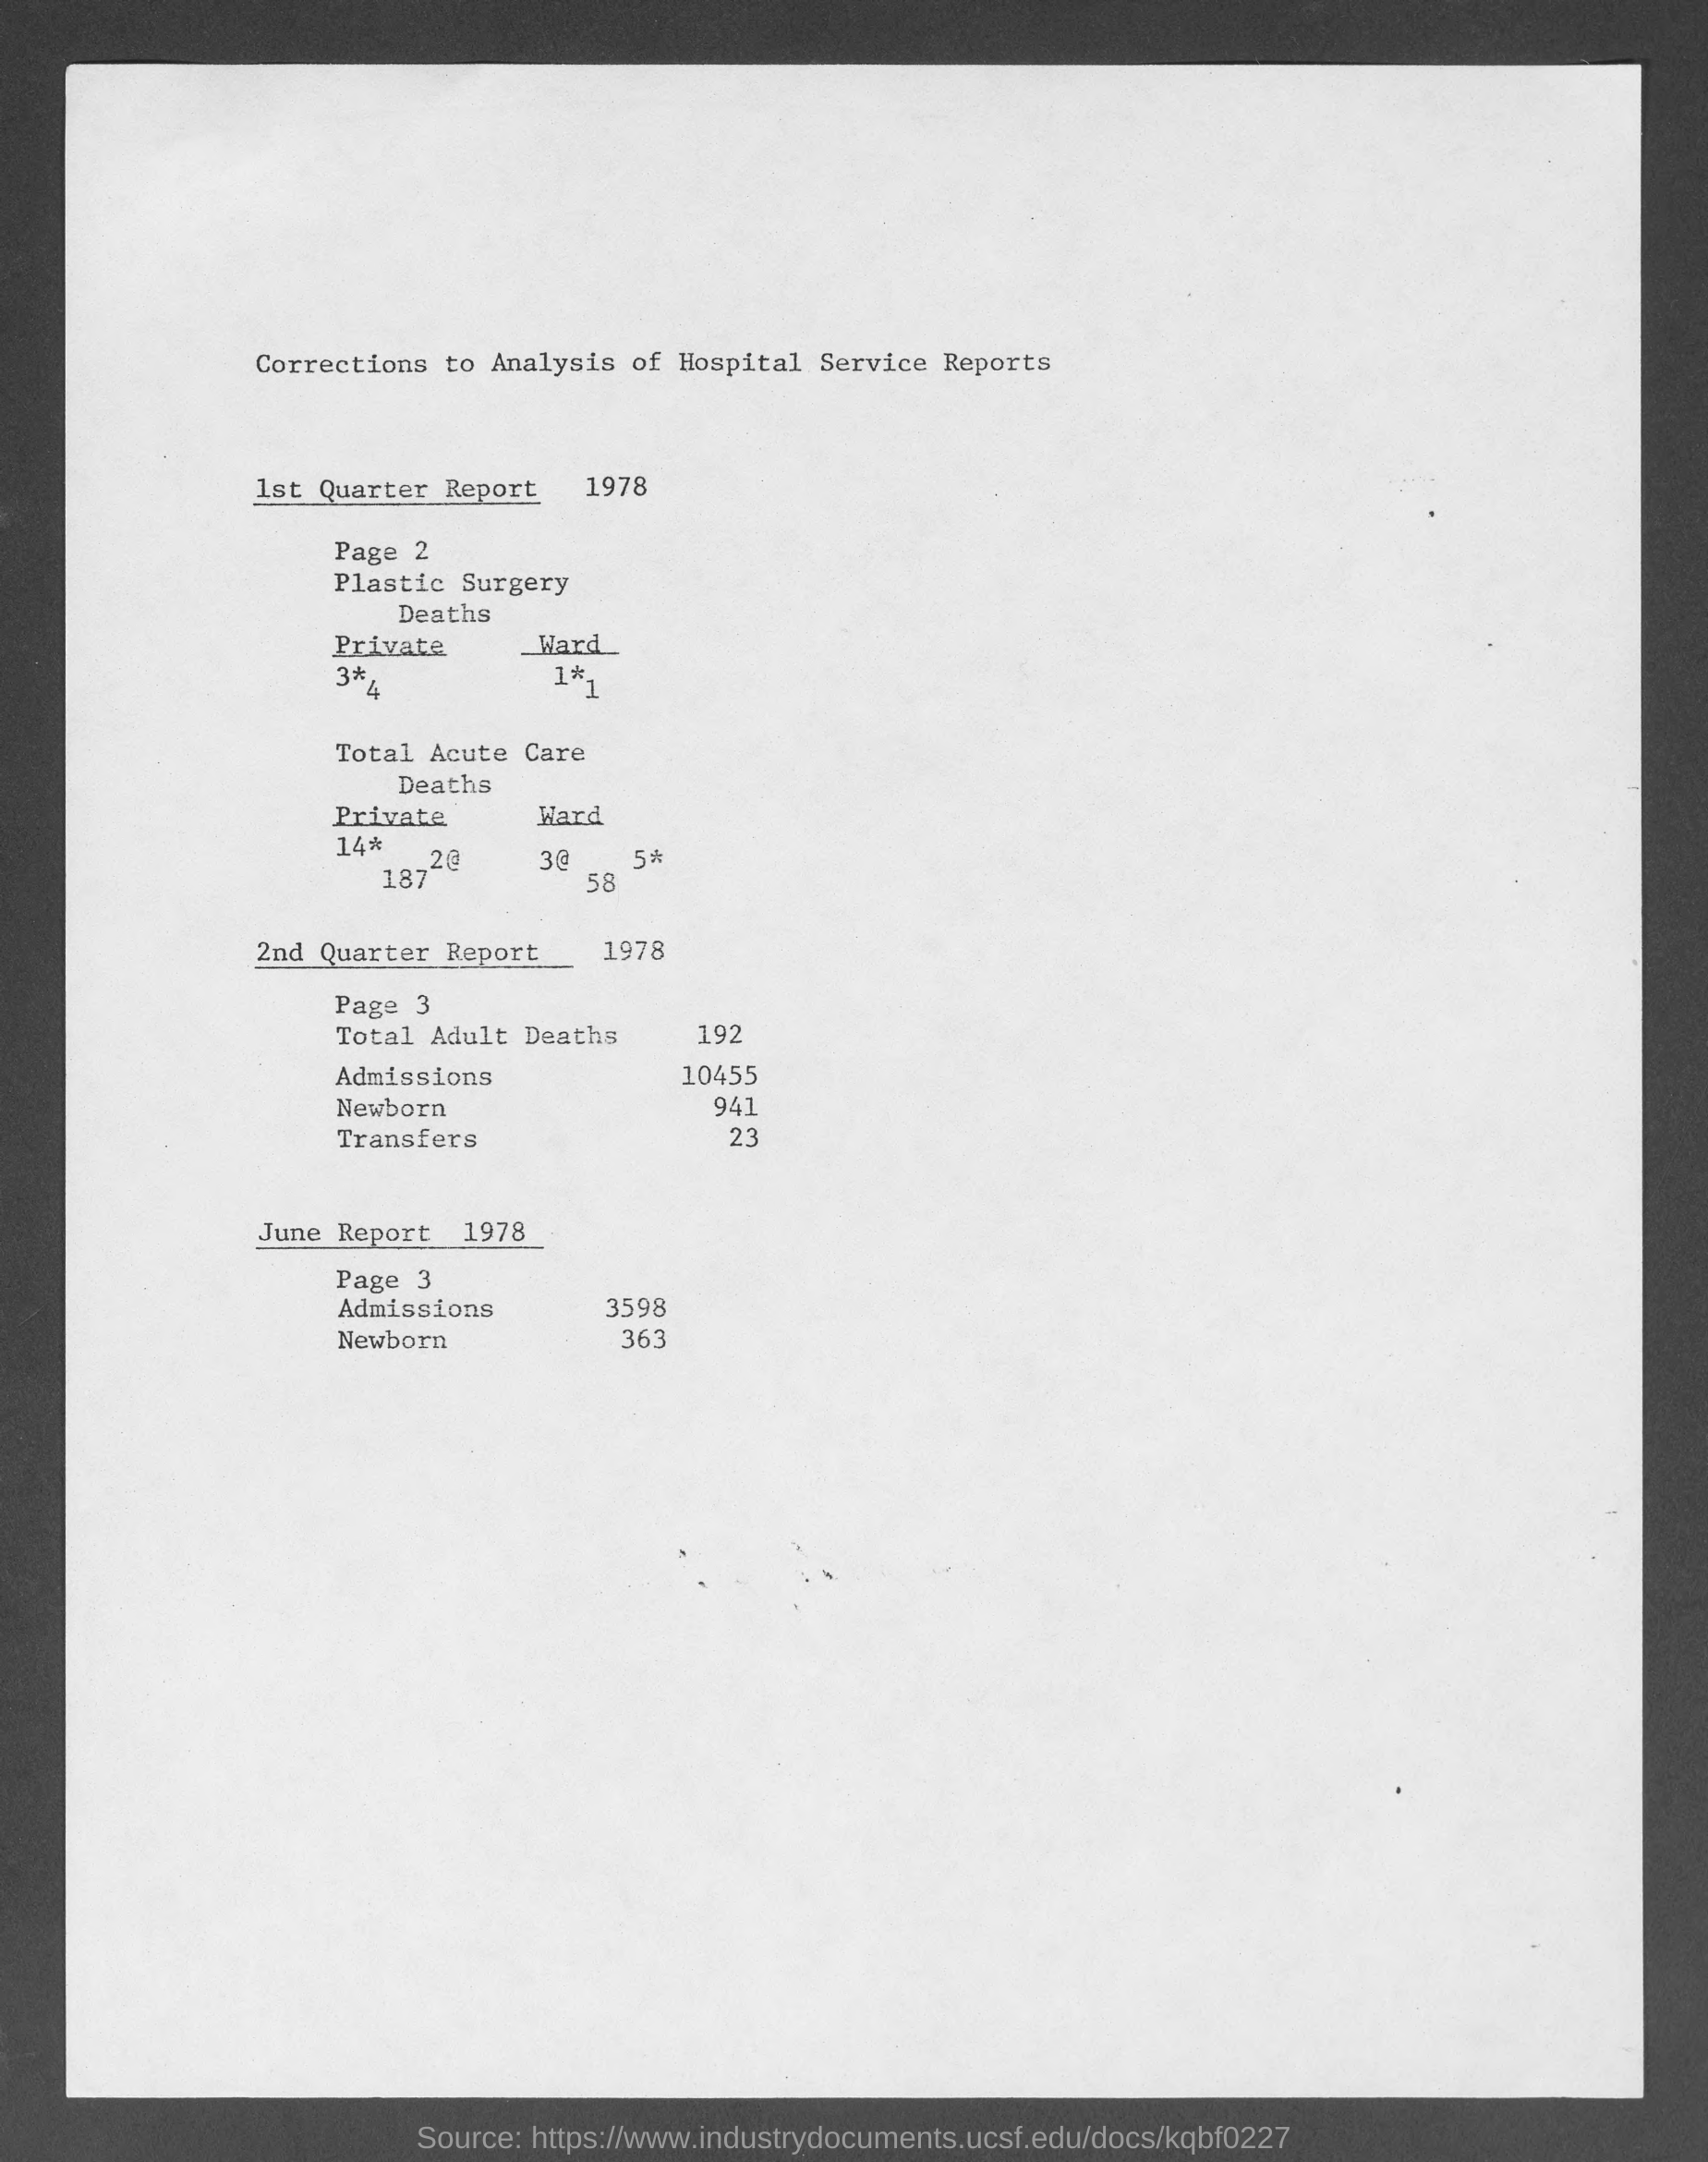 Corrections to Analysis of Hospital Service Reports
1st Quarter Report 1978
Page 2
Plastic Surgery
Deaths
Private Ward
3*4 1*1
Total Acute Care
Deaths
Private Ward
14* 2@ 3@ 5*
187 58
2nd Quarter Report 1978
Page 3
Total Adult Deaths 192
Admissions 10455
Newborn 941
Transfers 23
June Report 1978
Page 3
Admissions 3598
Newborn 363
Source: https://www.industrydocuments.ucsf.edu/docs/kqbf0227